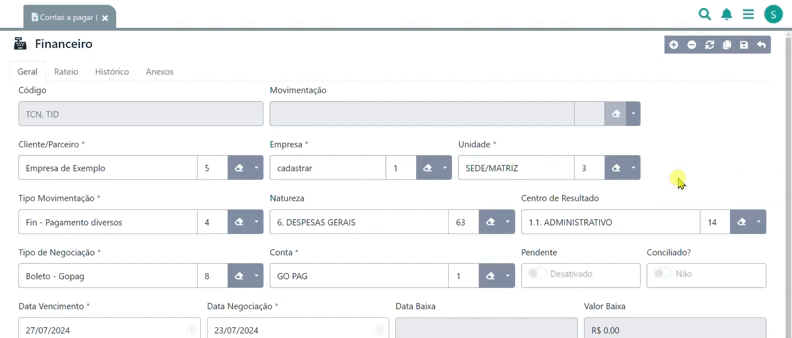 Contas a pagar (
S
Financeiro
Geral Rateio Histórico Anexos
Código Movimentação
TCN, TID
Cliente/Parceiro * Empresa * Unidade *
Empresa de Exemplo 5 cadastrar 1 SEDE/MATRIZ 3
Tipo Movimentação * Natureza Centro de Resultado
Fin - Pagamento diversos 4 6. DESPESAS GERAIS 63 1.1. ADMINISTRATIVO 14
Tipo de Negociação * Conta * Pendente Conciliado?
Boleto - Gopag 8 GO PAG 1 Desativado Não
Data Vencimento * Data Negociação * Data Baixa Valor Baixa
27/07/2024 23/07/2024 R$ 0.00